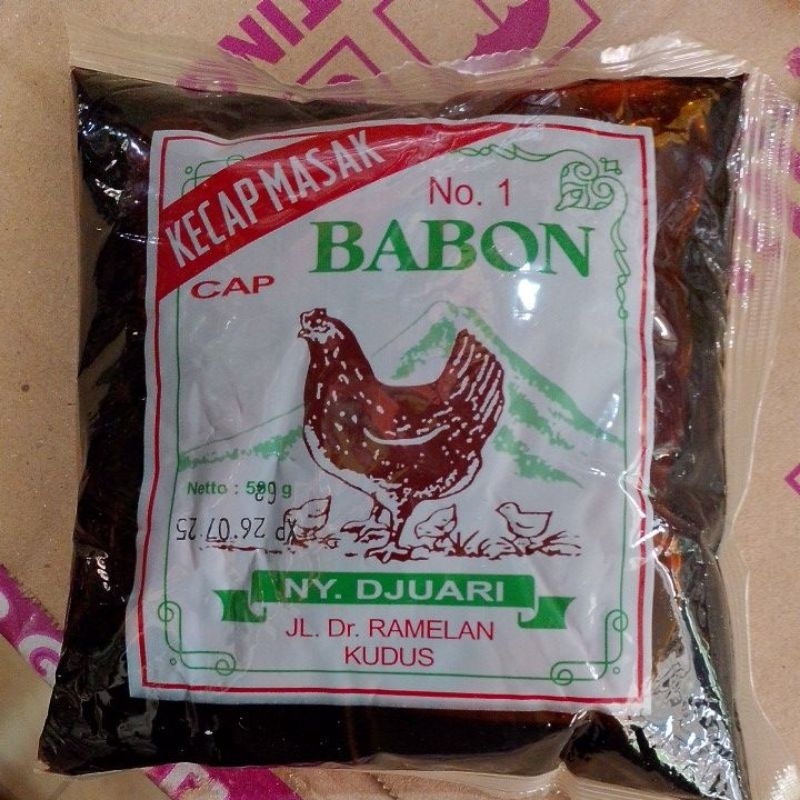 KECAP MASAK
No. 1
BABON
CAP
Netto : 500 g
XP 26 07 25
NY. DJUARI
JL. Dr. RAMELAN
KUDUS